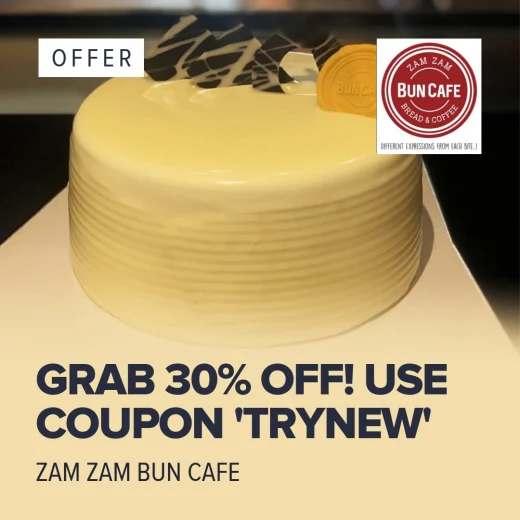 OFFER
BUN C
ZAM ZAM
BUN CAFE
BREAD & COFFEE
DIFFERENT EXPRESSIONS FROM EACH BITE..!
GRAB 30% OFF! USE
COUPON 'TRYNEW'
ZAM ZAM BUN CAFE